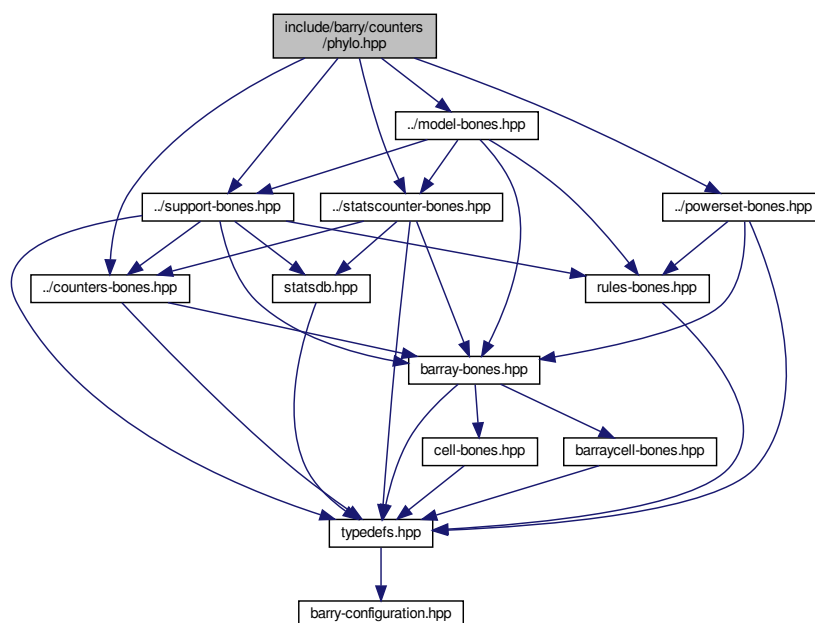 include/barry/counters
/phylo.hpp
../model-bones.hpp
../support-bones.hpp
../statscounter-bones.hpp
../powerset-bones.hpp
../counters-bones.hpp
statsdb.hpp
rules-bones.hpp
barray-bones.hpp
cell-bones.hpp
barraycell-bones.hpp
typedefs.hpp
barry-configuration.hpp